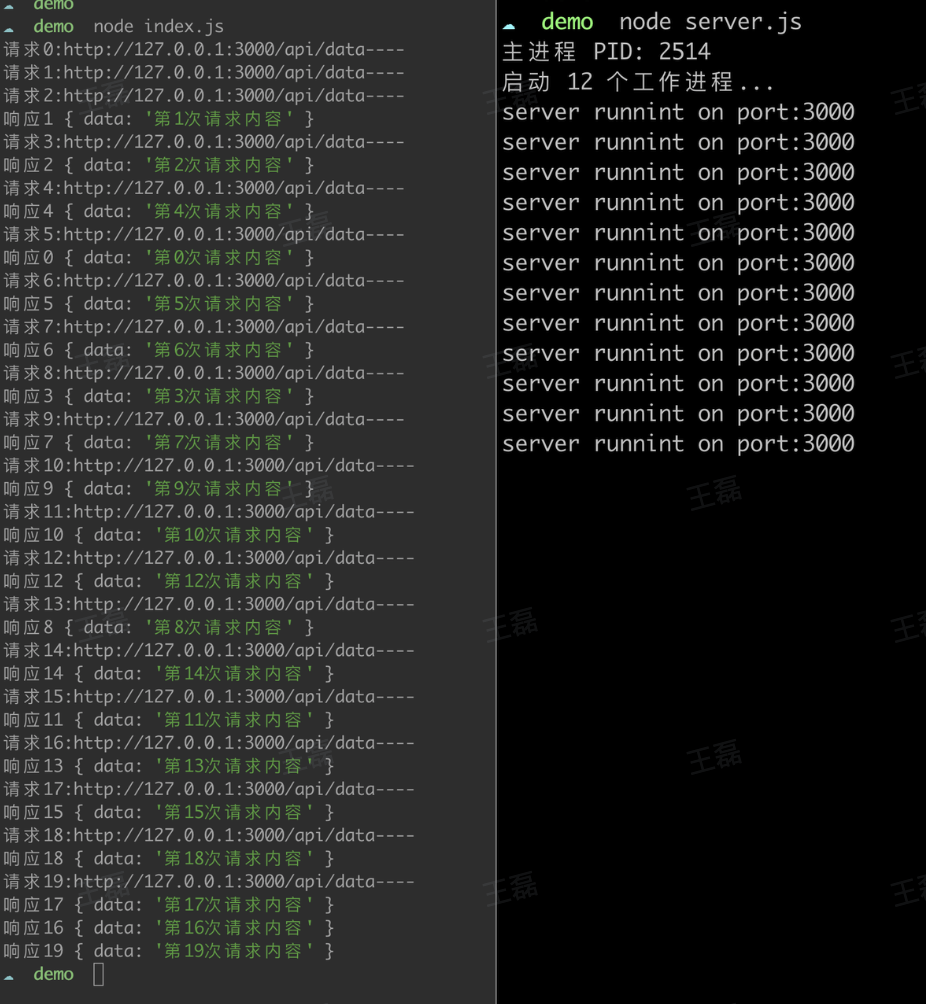 demo
demo node index.js
请求0:http://127.0.0.1:3000/api/data----
请求1:http://127.0.0.1:3000/api/data----
请求2:http://127.0.0.1:3000/api/data----
响应1 { data: '第1次请求内容' }
请求3:http://127.0.0.1:3000/api/data----
响应2 { data: '第2次请求内容' }
请求4:http://127.0.0.1:3000/api/data----
响应4 { data: '第4次请求内容' }
请求5:http://127.0.0.1:3000/api/data----
响应0 { data: '第0次请求内容' }
请求6:http://127.0.0.1:3000/api/data----
响应5 { data: '第5次请求内容' }
请求7:http://127.0.0.1:3000/api/data----
响应6 { data: '第6次请求内容' }
请求8:http://127.0.0.1:3000/api/data----
响应3 { data: '第3次请求内容' }
请求9:http://127.0.0.1:3000/api/data----
响应7 { data: '第7次请求内容' }
请求10:http://127.0.0.1:3000/api/data----
响应9 { data: '第9次请求内容' }
请求11:http://127.0.0.1:3000/api/data----
响应10 { data: '第10次请求内容' }
请求12:http://127.0.0.1:3000/api/data----
响应12 { data: '第12次请求内容' }
请求13:http://127.0.0.1:3000/api/data----
响应8 { data: '第8次请求内容' }
请求14:http://127.0.0.1:3000/api/data----
响应14 { data: '第14次请求内容' }
请求15:http://127.0.0.1:3000/api/data----
响应11 { data: '第11次请求内容' }
请求16:http://127.0.0.1:3000/api/data----
响应13 { data: '第13次请求内容' }
请求17:http://127.0.0.1:3000/api/data----
响应15 { data: '第15次请求内容' }
请求18:http://127.0.0.1:3000/api/data----
响应18 { data: '第18次请求内容' }
请求19:http://127.0.0.1:3000/api/data----
响应17 { data: '第17次请求内容' }
响应16 { data: '第16次请求内容' }
响应19 { data: '第19次请求内容' }
demo
demo node server.js
主进程 PID: 2514
启动 12 个工作进程...
server runnint on port:3000
server runnint on port:3000
server runnint on port:3000
server runnint on port:3000
server runnint on port:3000
server runnint on port:3000
server runnint on port:3000
server runnint on port:3000
server runnint on port:3000
server runnint on port:3000
server runnint on port:3000
server runnint on port:3000
王磊
王磊
王磊
王磊
王磊
王磊
王磊
王磊
王磊
王磊
王磊
王磊
王磊
王磊